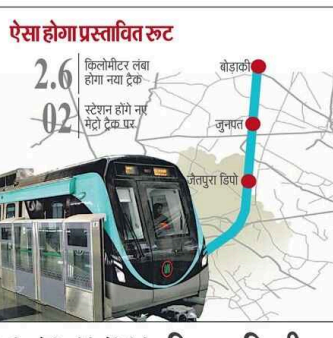 ऐसा होगा प्रस्तावित रूट
2.6 किलोमीटर लंबा
होगा नया ट्रैक
02 स्टेशन होंगे नए
मेट्रो ट्रैक पर
बोड़ाकी
जुनपत
जैतपुरा डिपो